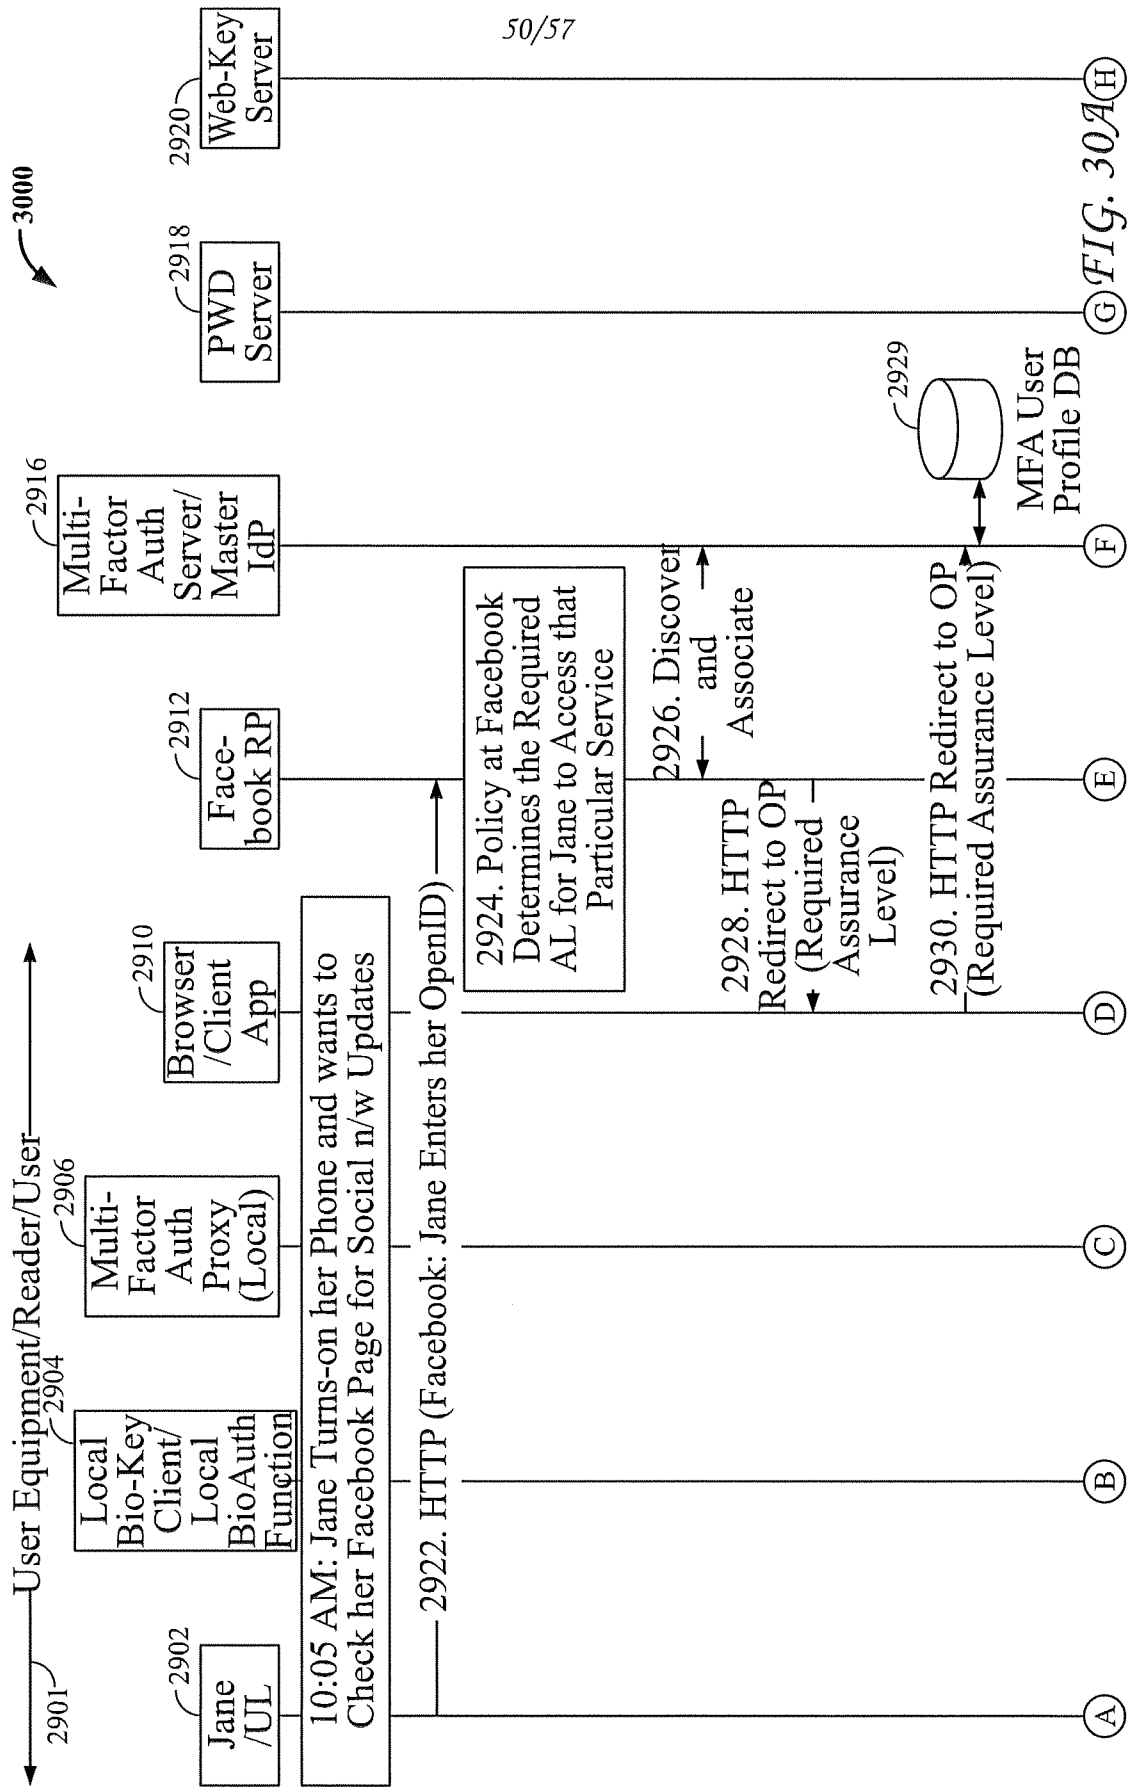 50/57
3000
User Equipment/Reader/User
2901
Jane
/UL
2902
Local
Bio-Key
Client/
Local
BioAuth
Function
2904
Multi-
Factor
Auth
Proxy
(Local)
2906
Browser
/Client
App
2910
Face-
book RP
2912
Multi-
Factor
Auth
Server/
Master
IdP
2916
PWD
Server
2918
Web-Key
Server
2920
10:05 AM: Jane Turns-on her Phone and wants to
Check her Facebook Page for Social n/w Updates
2922. HTTP (Facebook: Jane Enters her OpenID)
2924. Policy at Facebook
Determines the Required
AL for Jane to Access that
Particular Service
2926. Discover
and
Associate
2928. HTTP
Redirect to OP
(Required
Assurance
Level)
2929
MFA User
Profile DB
2930. HTTP Redirect to OP
(Required Assurance Level)
A
B
C
D
E
F
G
H
FIG. 30A